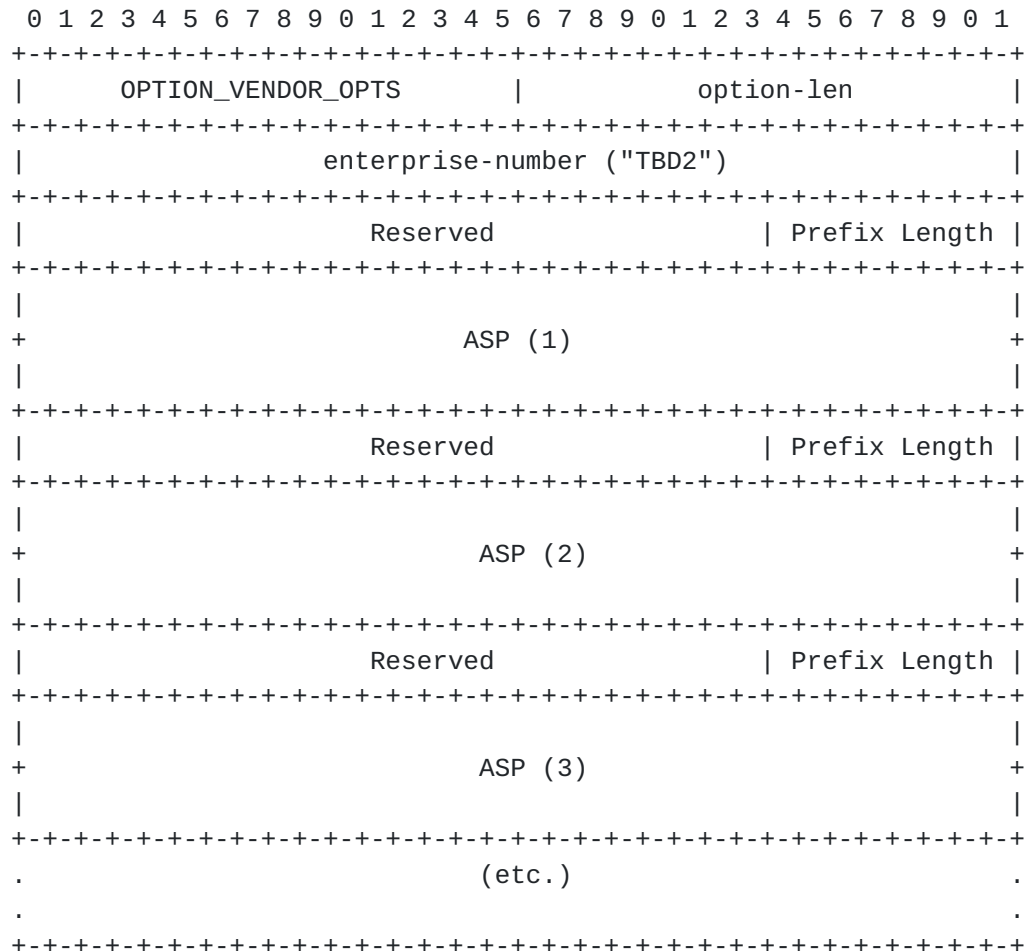 0 1 2 3 4 5 6 7 8 9 0 1 2 3 4 5 6 7 8 9 0 1 2 3 4 5 6 7 8 9 0 1
+-+-+-+-+-+-+-+-+-+-+-+-+-+-+-+-+-+-+-+-+-+-+-+-+-+-+-+-+-+-+-+-+
|      OPTION_VENDOR_OPTS       |           option-len          |
+-+-+-+-+-+-+-+-+-+-+-+-+-+-+-+-+-+-+-+-+-+-+-+-+-+-+-+-+-+-+-+-+
|                   enterprise-number ("TBD2")                  |
+-+-+-+-+-+-+-+-+-+-+-+-+-+-+-+-+-+-+-+-+-+-+-+-+-+-+-+-+-+-+-+-+
|                      Reserved                 | Prefix Length |
+-+-+-+-+-+-+-+-+-+-+-+-+-+-+-+-+-+-+-+-+-+-+-+-+-+-+-+-+-+-+-+-+
|                                                               |
+                            ASP (1)                            +
|                                                               |
+-+-+-+-+-+-+-+-+-+-+-+-+-+-+-+-+-+-+-+-+-+-+-+-+-+-+-+-+-+-+-+-+
|                      Reserved                 | Prefix Length |
+-+-+-+-+-+-+-+-+-+-+-+-+-+-+-+-+-+-+-+-+-+-+-+-+-+-+-+-+-+-+-+-+
|                                                               |
+                             ASP (2)                           +
|                                                               |
+-+-+-+-+-+-+-+-+-+-+-+-+-+-+-+-+-+-+-+-+-+-+-+-+-+-+-+-+-+-+-+-+
|                      Reserved                 | Prefix Length |
+-+-+-+-+-+-+-+-+-+-+-+-+-+-+-+-+-+-+-+-+-+-+-+-+-+-+-+-+-+-+-+-+
|                                                               |
+                             ASP (3)                           +
|                                                               |
+-+-+-+-+-+-+-+-+-+-+-+-+-+-+-+-+-+-+-+-+-+-+-+-+-+-+-+-+-+-+-+-+
.                             (etc.)                            .
.                                                               .
+-+-+-+-+-+-+-+-+-+-+-+-+-+-+-+-+-+-+-+-+-+-+-+-+-+-+-+-+-+-+-+-+